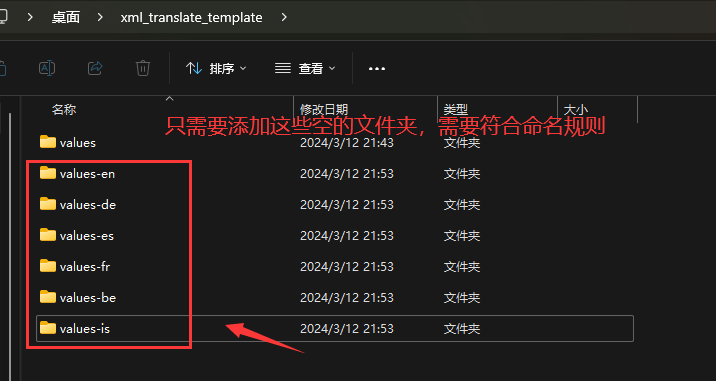 桌面 xml_translate_template
排序 查看
名称 修改日期 类型 大小
只需要添加这些空的文件夹，需要符合命名规则
values 2024/3/12 21:43 文件夹
values-en 2024/3/12 21:53 文件夹
values-de 2024/3/12 21:53 文件夹
values-es 2024/3/12 21:53 文件夹
values-fr 2024/3/12 21:53 文件夹
values-be 2024/3/12 21:53 文件夹
values-is 2024/3/12 21:53 文件夹